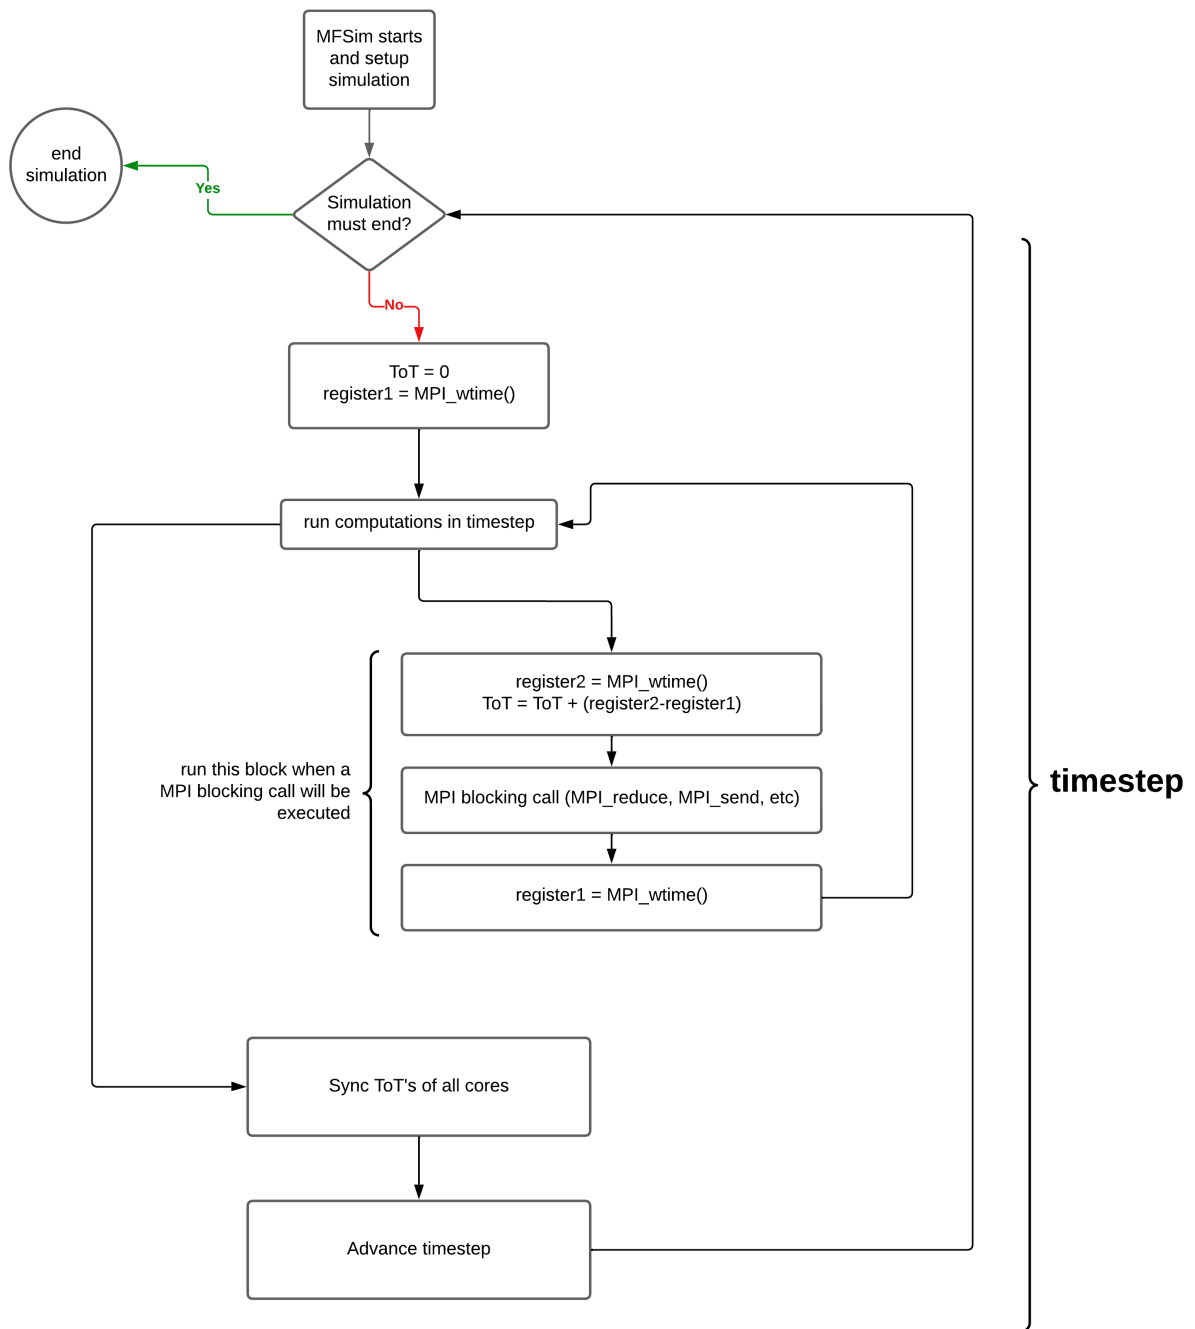 MFSim starts
and setup
simulation
end
simulation
Yes
Simulation
must end?
No
ToT = 0
register1 = MPI_wtime()
run computations in timestep
register2 = MPI_wtime()
ToT = ToT + (register2-register1)
run this block when a
MPI blocking call will be
executed
MPI blocking call (MPI_reduce, MPI_send, etc)
timestep
register1 = MPI_wtime()
Sync ToT's of all cores
Advance timestep